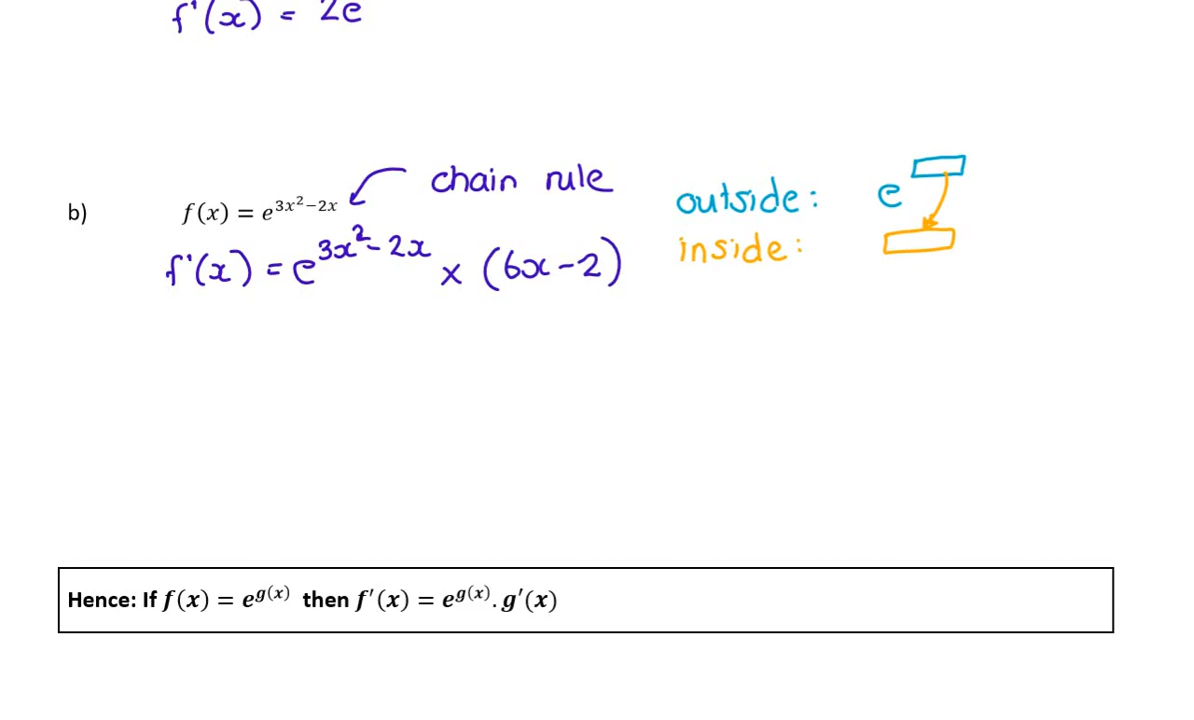 f'(x) = 2e
chain rule
b) f(x) = e^{3x²−2x}
outside: e
f'(x) = e^{3x²-2x} × (6x-2)
inside:
Hence: If f(x) = e^{g(x)} then f'(x) = e^{g(x)}.g'(x)